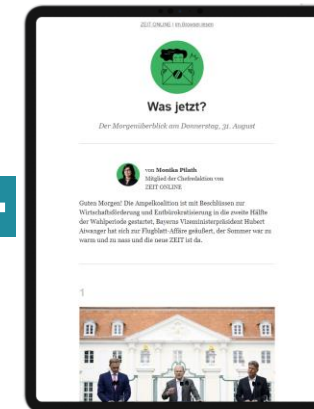 ZEIT ONLINE | Im Browser lesen
Was jetzt?
Der Morgenüberblick am Donnerstag, 31. August
von Monika Pilath
Mitglied der Chefredaktion von
ZEIT ONLINE
Guten Morgen! Die Ampelkoalition ist mit Beschlüssen zur
Wirtschaftsförderung und Entbürokratisierung in die zweite Hälfte
der Wahlperiode gestartet, Bayerns Vizeministerpräsident Hubert
Aiwanger hat sich zur Flugblatt-Affäre geäußert, der Sommer war zu
warm und zu nass und die neue ZEIT ist da.
1